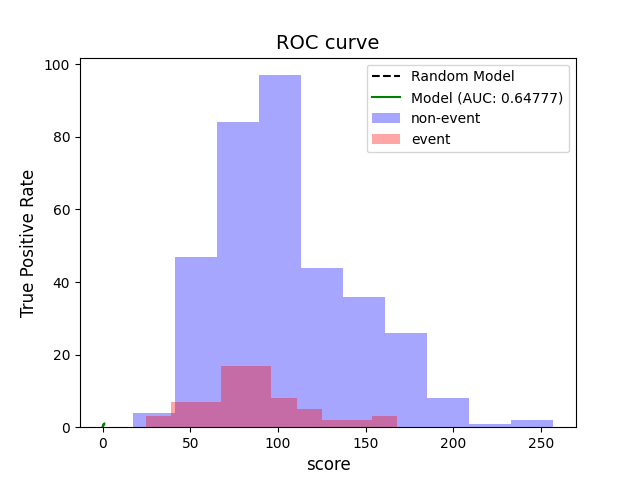 ROC curve
True Positive Rate
100
80
60
40
20
0
Random Model
Model (AUC: 0.64777)
non-event
event
0 50 100 150 200 250
score